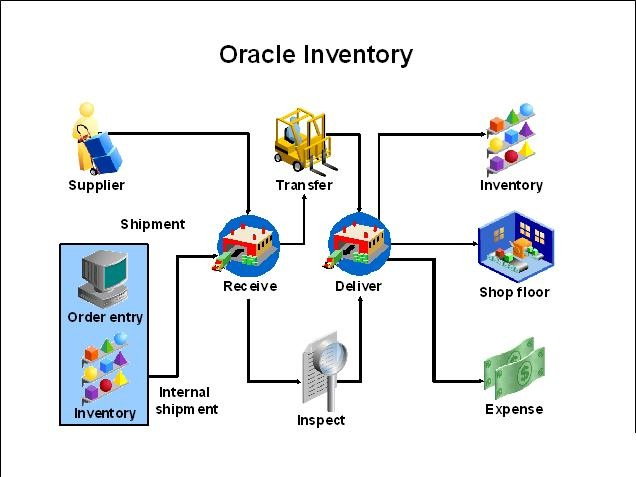 Oracle Inventory
Supplier
Transfer
Inventory
Shipment
Receive
Deliver
Shop floor
Order entry
Inventory
Internal
shipment
Inspect
Expense